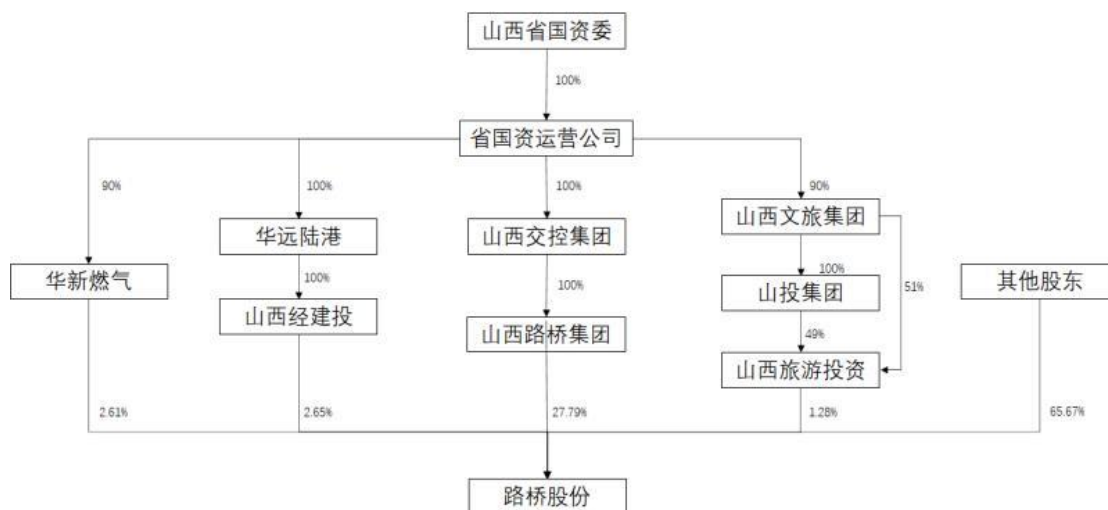 山西省国资委
100%
省国资运营公司
90%
100%
100%
90%
山西文旅集团
华远陆港
山西交控集团
华新燃气
100%
100%
100%
51%
山投集团
其他股东
山西经建投
山西路桥集团
49%
山西旅游投资
2.61%
2.65%
27.79%
1.28%
65.67%
路桥股份